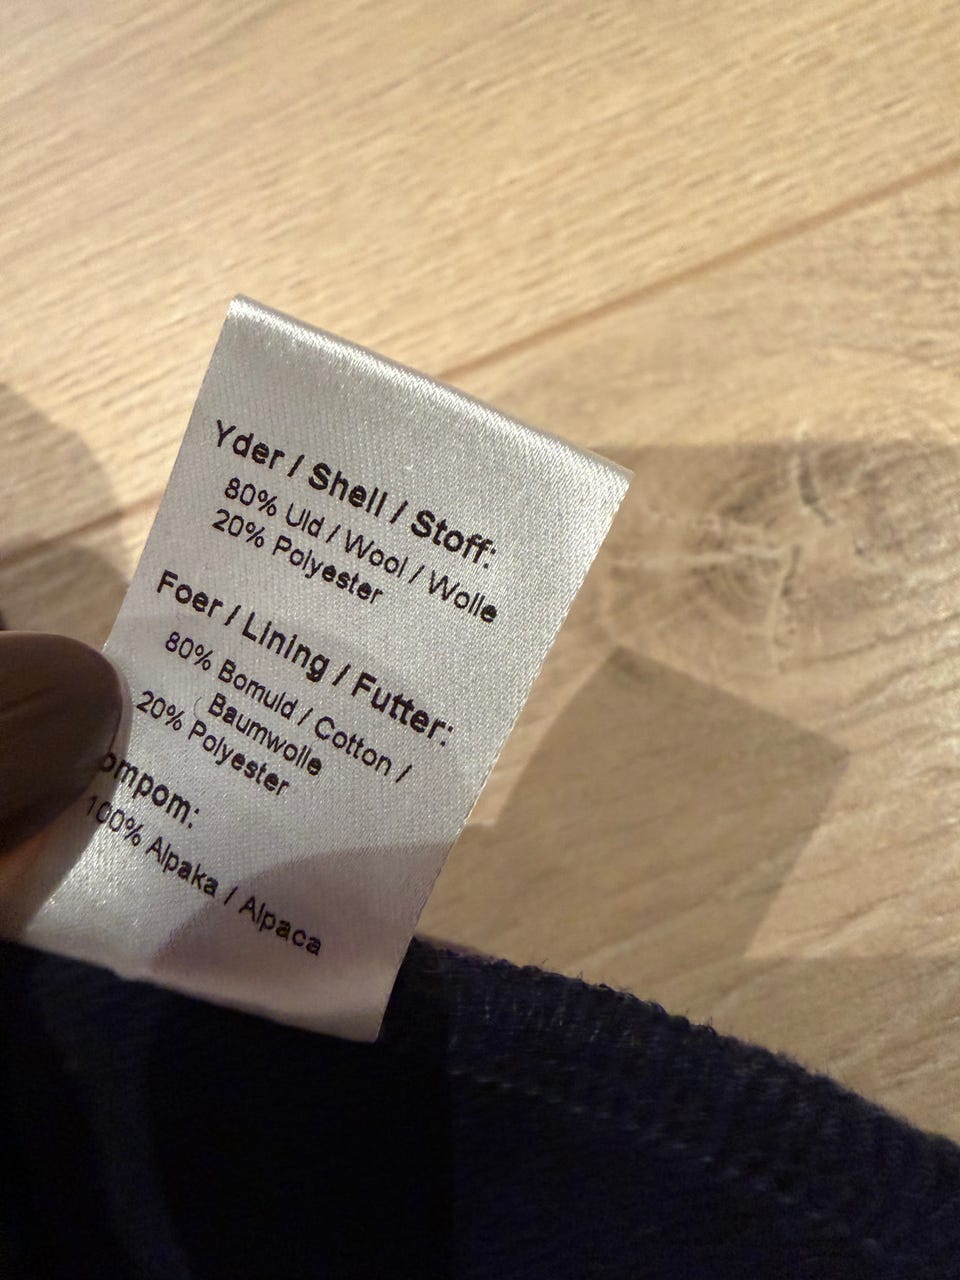 Yder / Shell / Stoff:
80% Uld / Wool / Wolle
20% Polyester
Foer / Lining / Futter:
80% Bomuld / Cotton /
Baumwolle
20% Polyester
ompom:
100% Alpaka / Alpaca